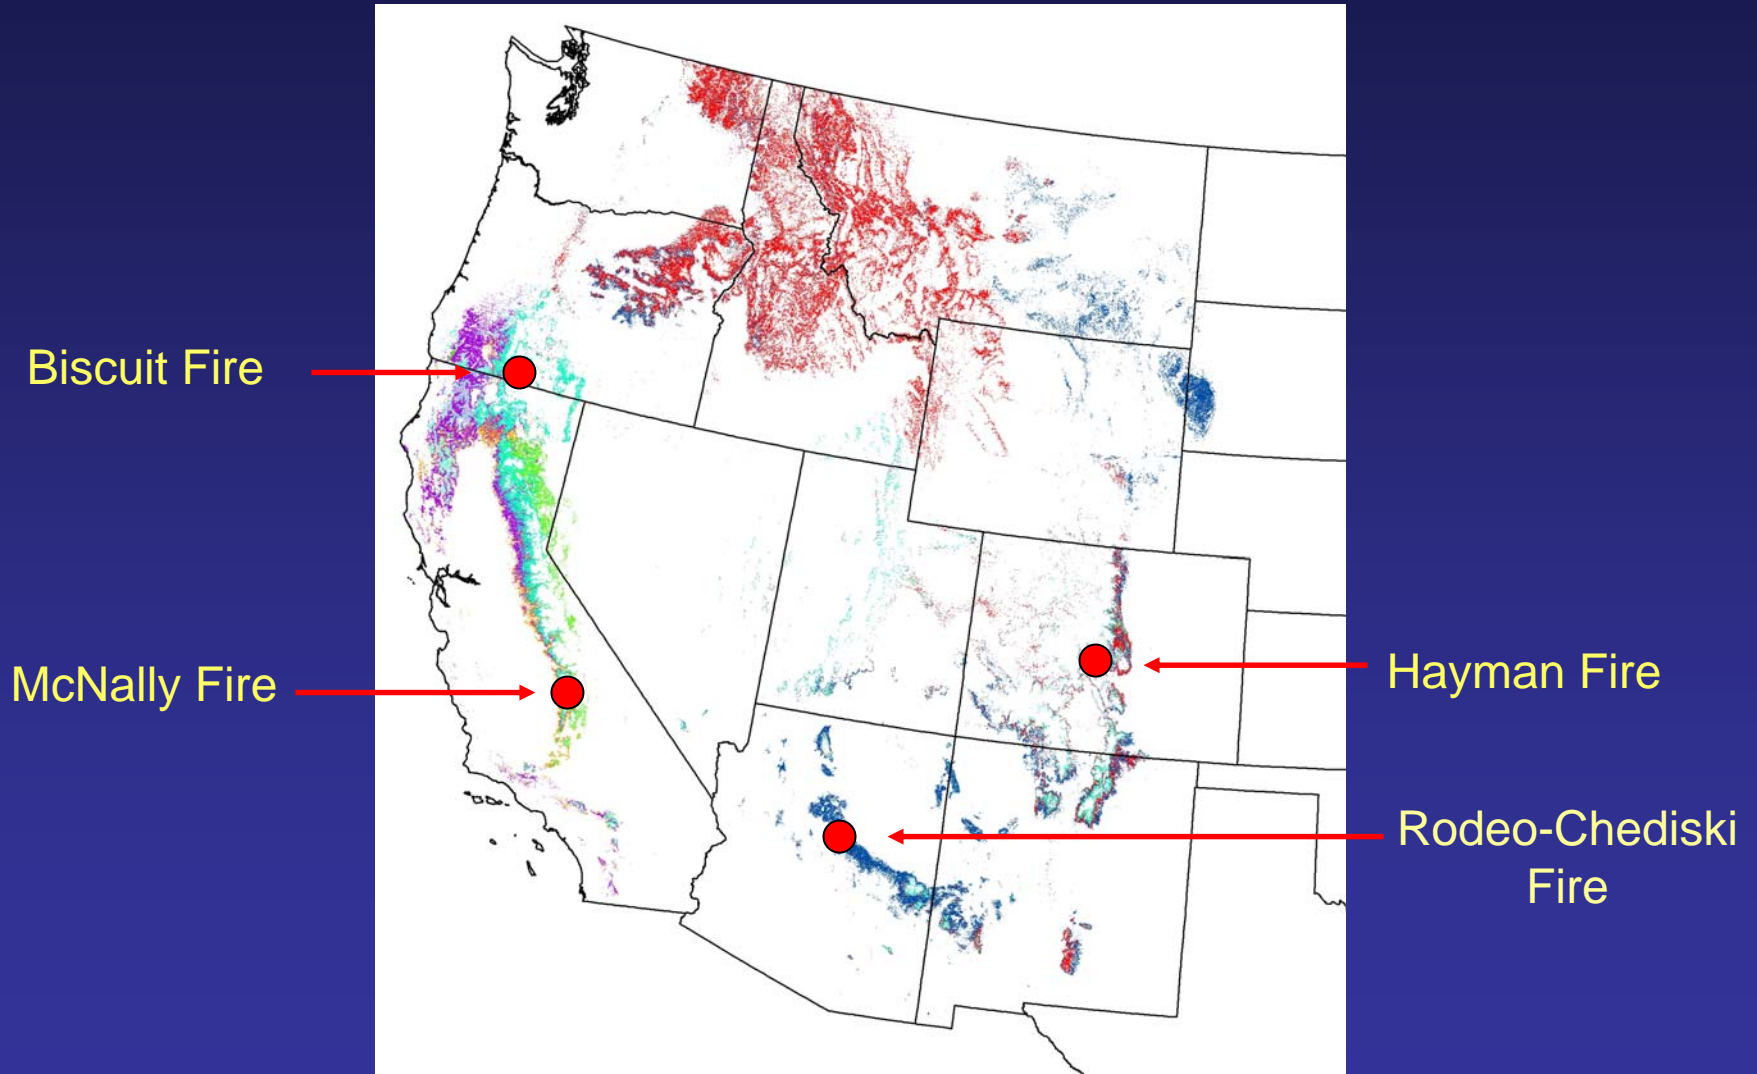 Biscuit Fire
McNally Fire
Hayman Fire
Rodeo-Chediski
Fire